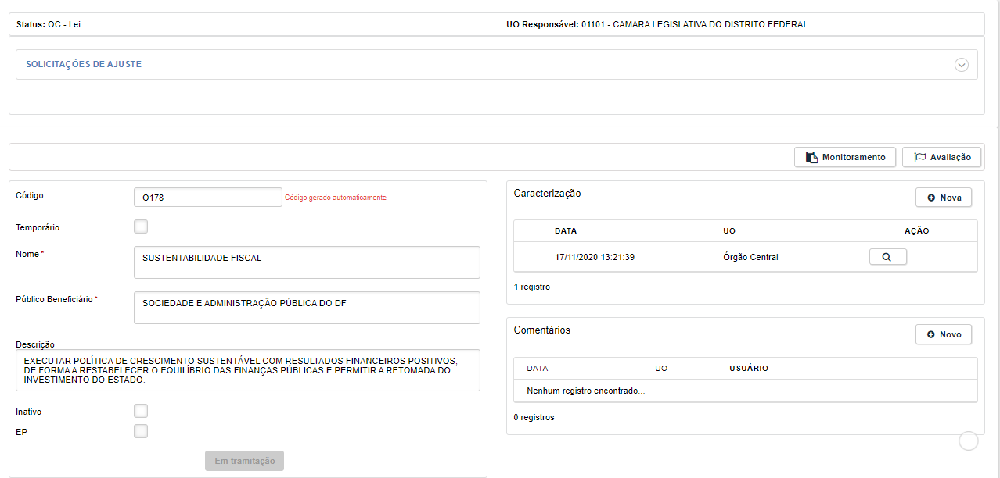 Status: OC - Lei
UO Responsável: 01101 - CAMARA LEGISLATIVA DO DISTRITO FEDERAL
SOLICITAÇÕES DE AJUSTE
Monitoramento
Avaliação
Código
O178
Código gerado automaticamente
Temporário
Nome *
SUSTENTABILIDADE FISCAL
Público Beneficiário *
SOCIEDADE E ADMINISTRAÇÃO PÚBLICA DO DF
Descrição
EXECUTAR POLÍTICA DE CRESCIMENTO SUSTENTÁVEL COM RESULTADOS FINANCEIROS POSITIVOS,
DE FORMA A RESTABELECER O EQUILÍBRIO DAS FINANÇAS PÚBLICAS E PERMITIR A RETOMADA DO
INVESTIMENTO DO ESTADO.
Inativo
EP
Em tramitação
Caracterização
Nova
DATA UO AÇÃO
17/11/2020 13:21:39 Órgão Central
1 registro
Comentários
Novo
DATA UO USUÁRIO
Nenhum registro encontrado...
0 registros